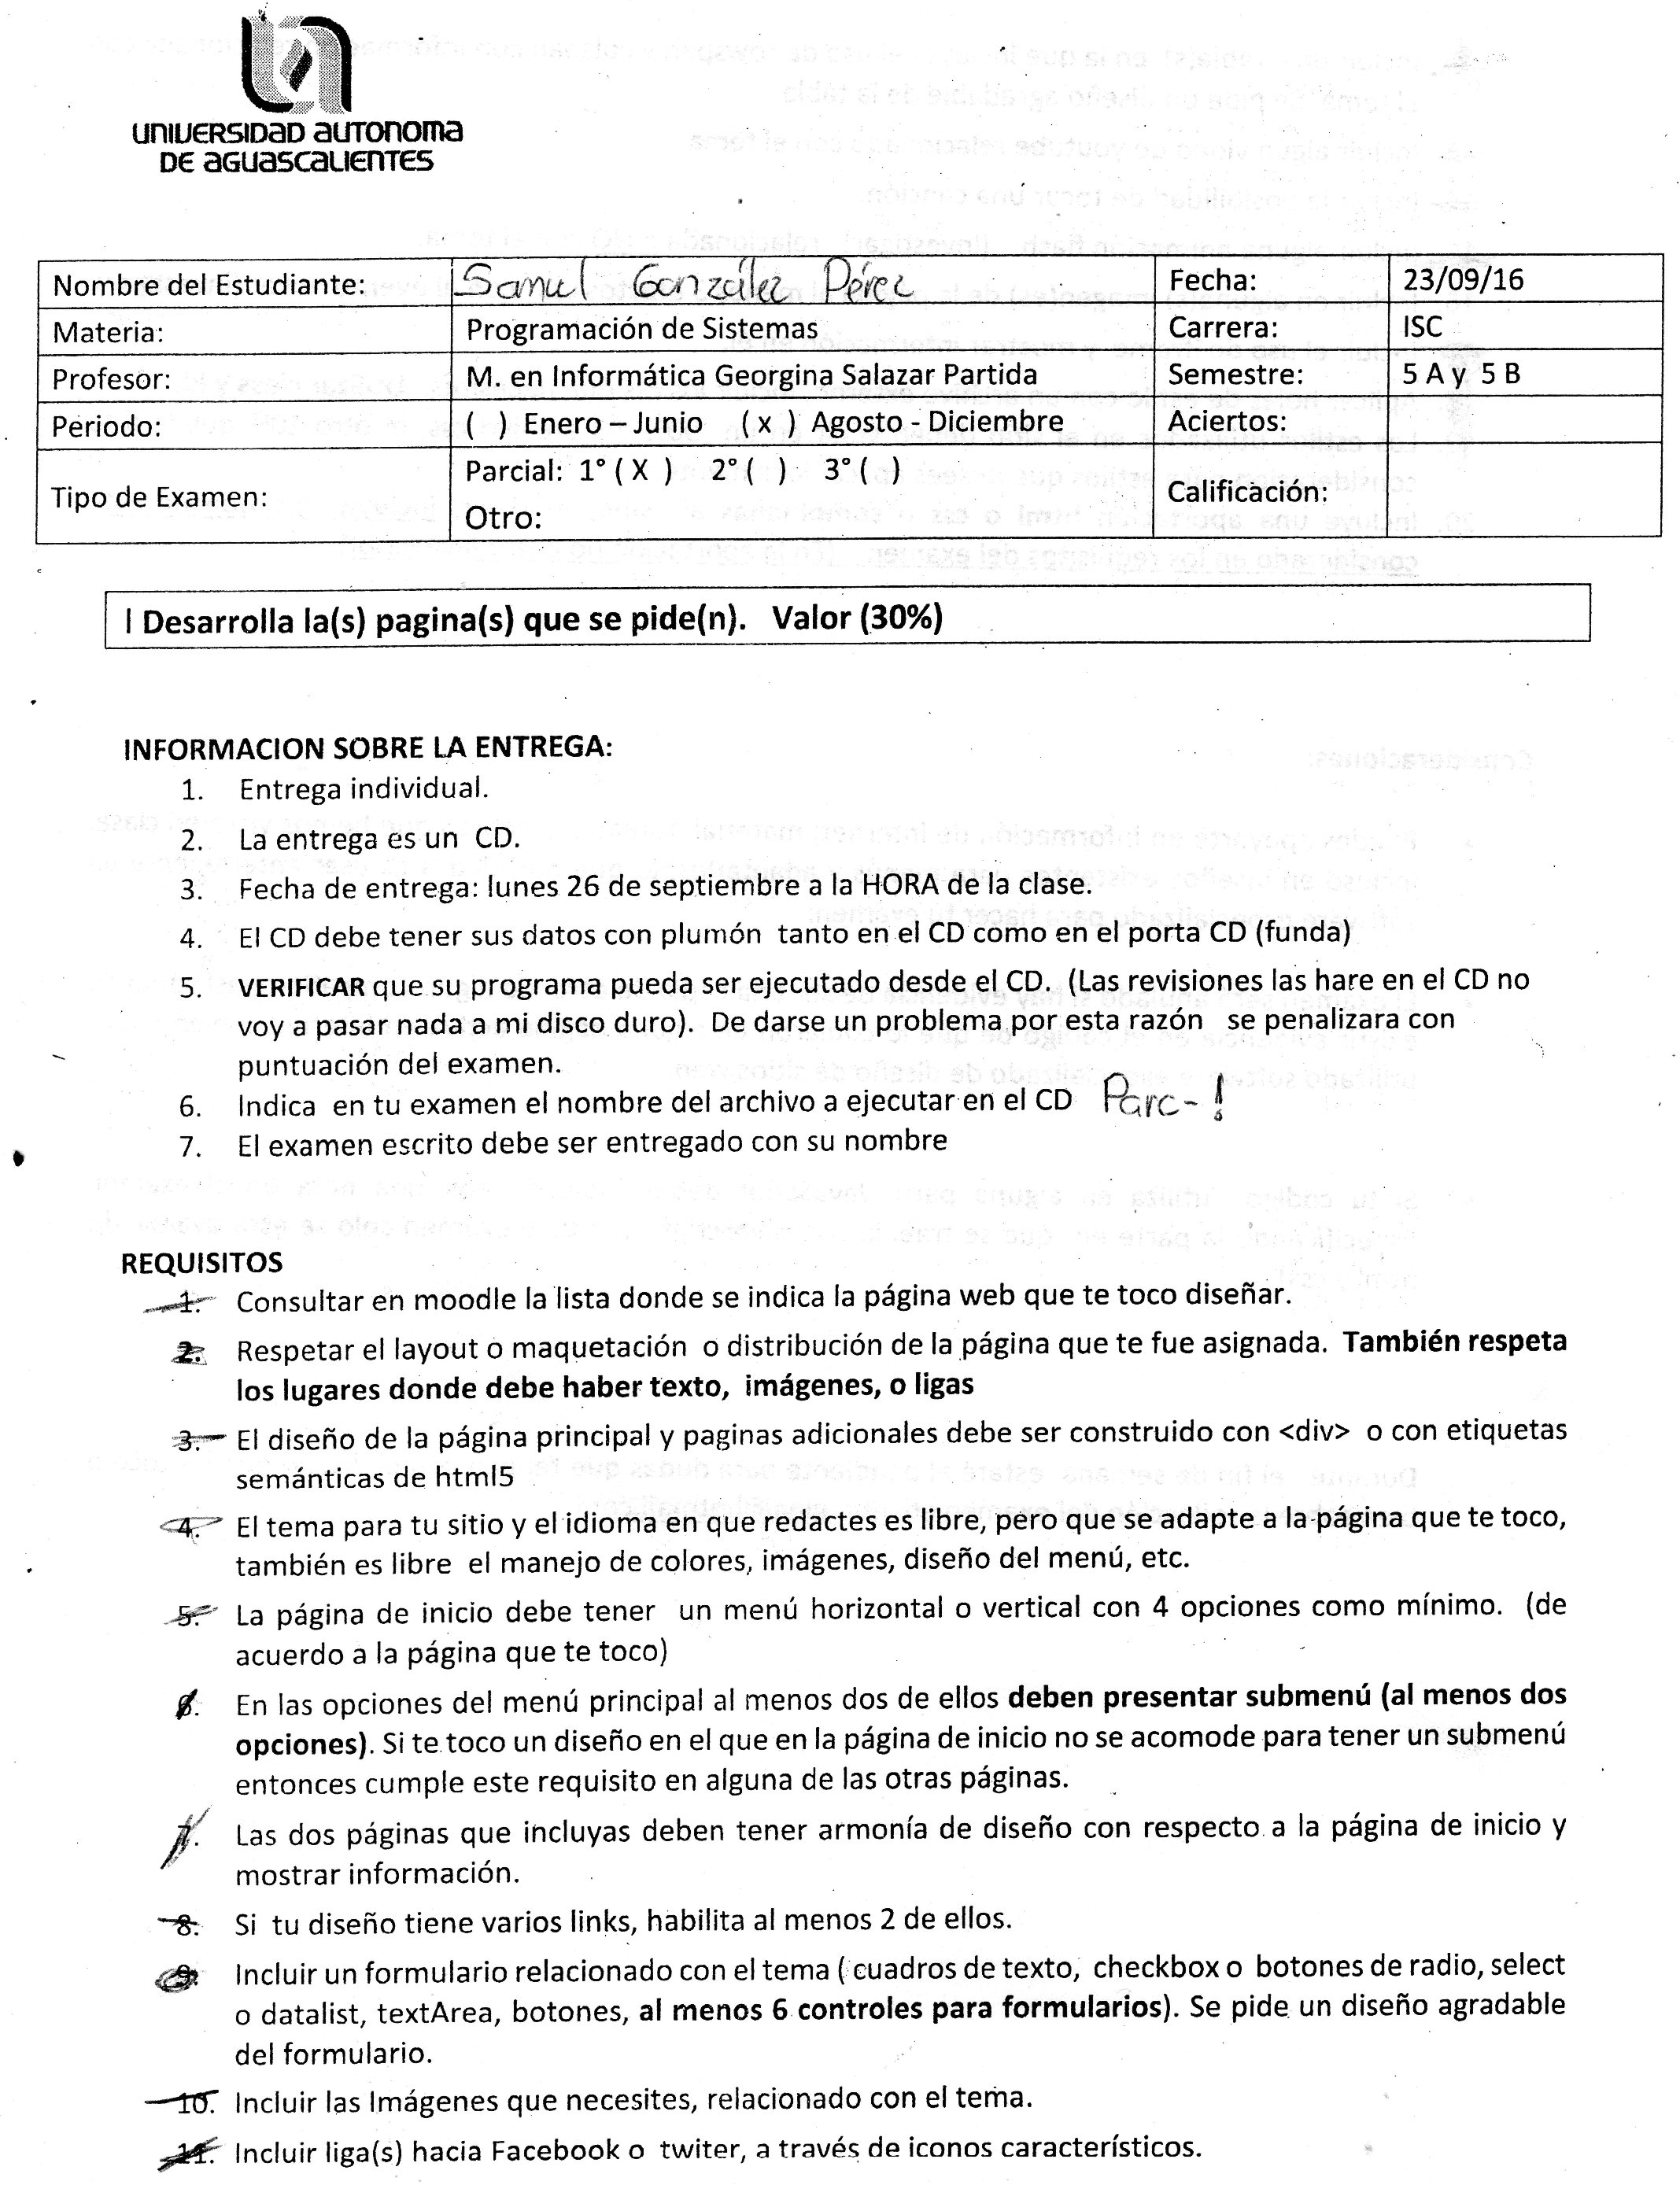 UNIVERSIDAD AUTONOMA
DE AGUASCALIENTES
Nombre del Estudiante: Samuel González Pérez Fecha: 23/09/16
Materia: Programación de Sistemas Carrera: ISC
Profesor: M. en Informática Georgina Salazar Partida Semestre: 5 A y 5 B
Periodo: ( ) Enero – Junio ( x ) Agosto - Diciembre Aciertos:
Tipo de Examen: Parcial: 1° ( X ) 2° ( ) 3° ( ) Calificación:
Otro:
I Desarrolla la(s) pagina(s) que se pide(n). Valor (30%)
INFORMACION SOBRE LA ENTREGA:
1. Entrega individual.
2. La entrega es un CD.
3. Fecha de entrega: lunes 26 de septiembre a la HORA de la clase.
4. El CD debe tener sus datos con plumón tanto en el CD como en el porta CD (funda)
5. VERIFICAR que su programa pueda ser ejecutado desde el CD. (Las revisiones las hare en el CD no
voy a pasar nada a mi disco duro). De darse un problema por esta razón se penalizara con
puntuación del examen.
6. Indica en tu examen el nombre del archivo a ejecutar en el CD Parc-!
7. El examen escrito debe ser entregado con su nombre
REQUISITOS
1. Consultar en moodle la lista donde se indica la página web que te toco diseñar.
2. Respetar el layout o maquetación o distribución de la página que te fue asignada. También respeta
los lugares donde debe haber texto, imágenes, o ligas
3. El diseño de la página principal y paginas adicionales debe ser construido con <div> o con etiquetas
semánticas de html5
4. El tema para tu sitio y el idioma en que redactes es libre, pero que se adapte a la página que te toco,
también es libre el manejo de colores, imágenes, diseño del menú, etc.
5. La página de inicio debe tener un menú horizontal o vertical con 4 opciones como mínimo. (de
acuerdo a la página que te toco)
6. En las opciones del menú principal al menos dos de ellos deben presentar submenú (al menos dos
opciones). Si te toco un diseño en el que en la página de inicio no se acomode para tener un submenú
entonces cumple este requisito en alguna de las otras páginas.
7. Las dos páginas que incluyas deben tener armonía de diseño con respecto a la página de inicio y
mostrar información.
8. Si tu diseño tiene varios links, habilita al menos 2 de ellos.
9. Incluir un formulario relacionado con el tema ( cuadros de texto, checkbox o botones de radio, select
o datalist, textArea, botones, al menos 6 controles para formularios). Se pide un diseño agradable
del formulario.
10. Incluir las Imágenes que necesites, relacionado con el tema.
11. Incluir liga(s) hacia Facebook o twiter, a través de iconos característicos.